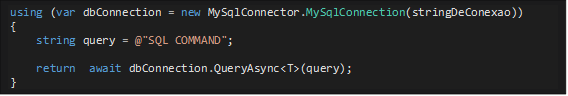 using (var dbConnection = new MySqlConnector.MySqlConnection(stringDeConexao))
{
    string query = @"SQL COMMAND";
    return  await dbConnection.QueryAsync<T>(query);
}